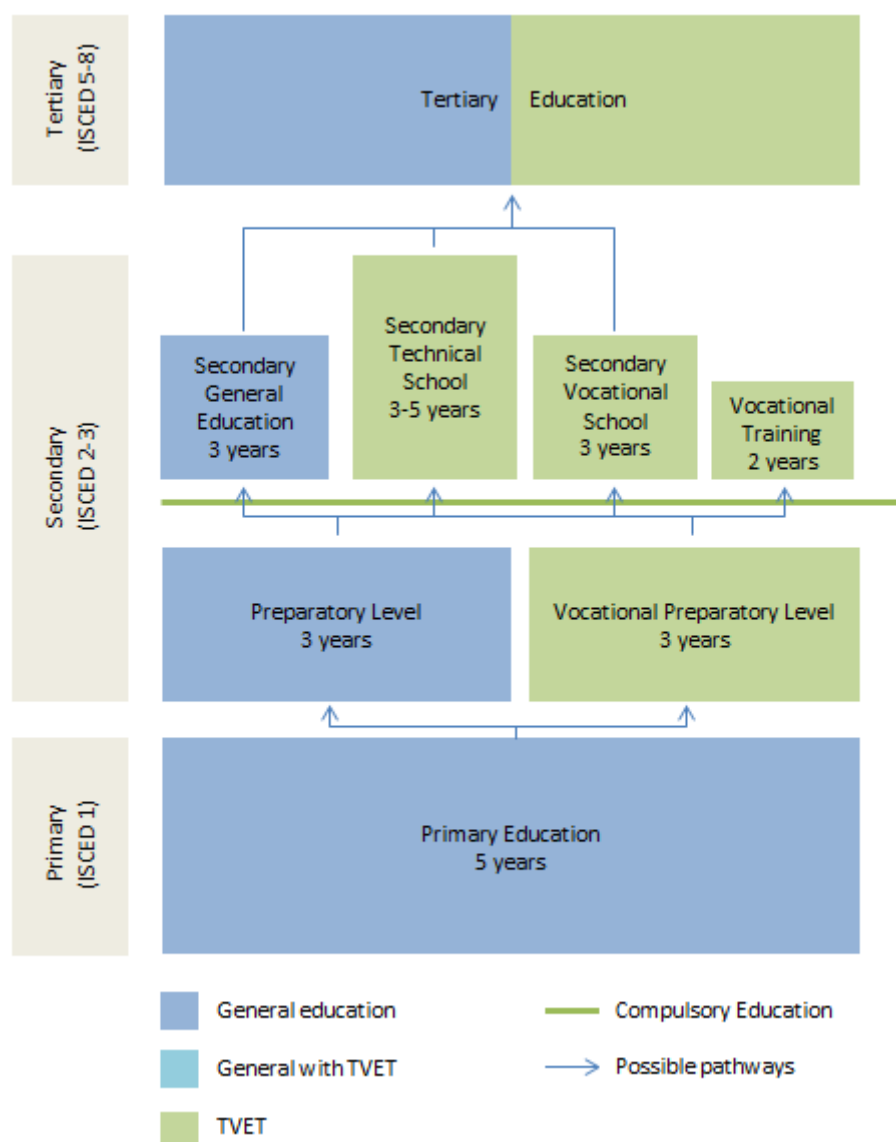 Tertiary
(ISCED 5-8)
Tertiary Education
Secondary
(ISCED 2-3)
Secondary
General
Education
3 years
Secondary
Technical
School
3-5 years
Secondary
Vocational
School
3 years
Vocational
Training
2 years
Preparatory Level
3 years
Vocational Preparatory Level
3 years
Primary
(ISCED 1)
Primary Education
5 years
General education
Compulsory Education
General with TVET
Possible pathways
TVET